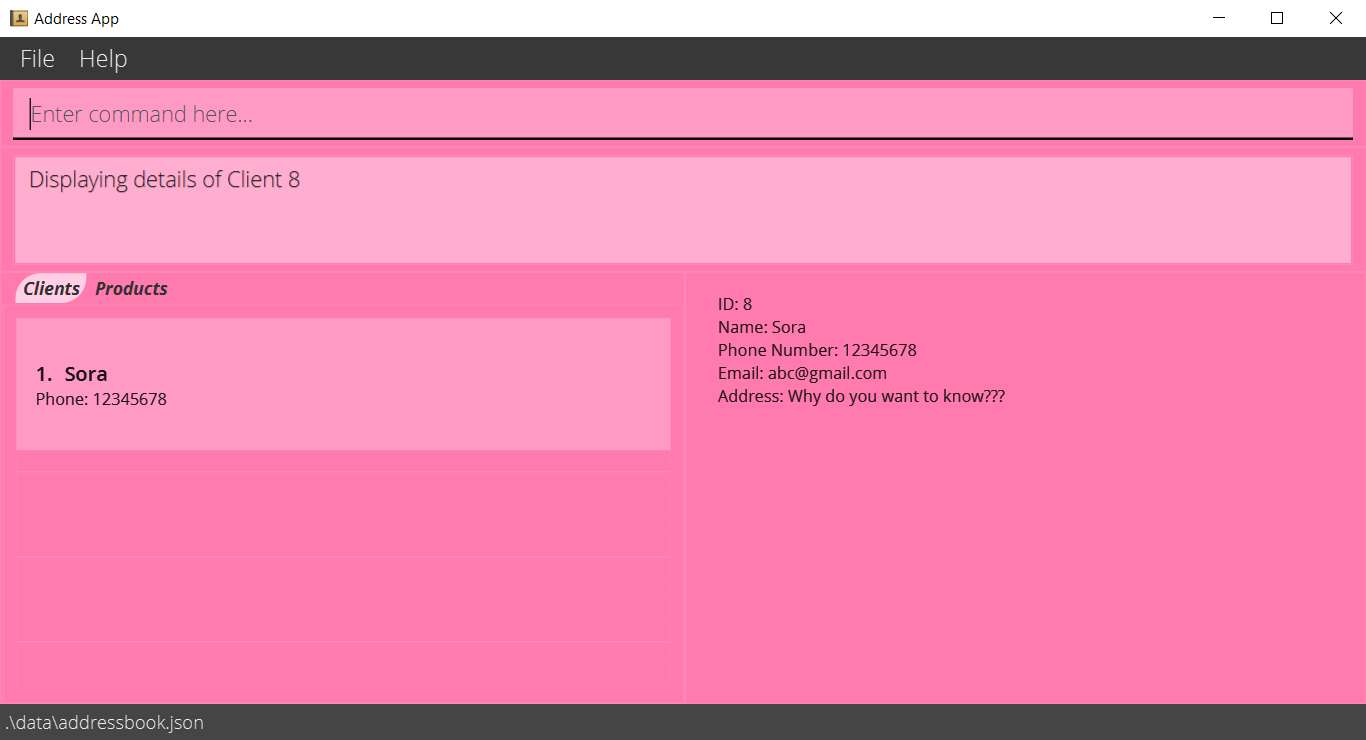 Address App
File Help
Enter command here...
Displaying details of Client 8
Clients Products
1. Sora
Phone: 12345678
ID: 8
Name: Sora
Phone Number: 12345678
Email: abc@gmail.com
Address: Why do you want to know???
.\data\addressbook.json